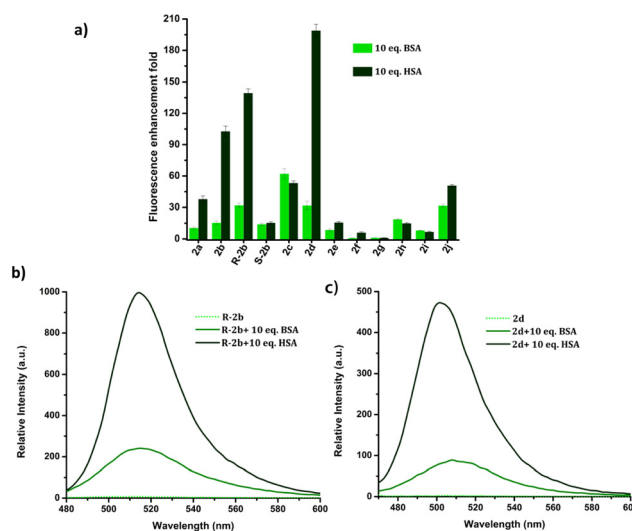 a)
210
180
150
120
90
60
30
0
Fluorescence enhancement fold
10 eq. BSA
10 eq. HSA
2a
2b
R-2b
S-2b
2c
2d
2e
2f
2g
2h
2i
2j
b)
1000
800
600
400
200
0
Relative Intensity (a.u.)
R-2b
R-2b+ 10 eq. BSA
R-2b+10 eq. HSA
480 500 520 540 560 580 600
Wavelength (nm)
c)
500
400
300
200
100
0
Relative Intensity (a.u.)
2d
2d+10 eq. BSA
2d+ 10 eq. HSA
480 500 520 540 560 580 600
Wavelength (nm)